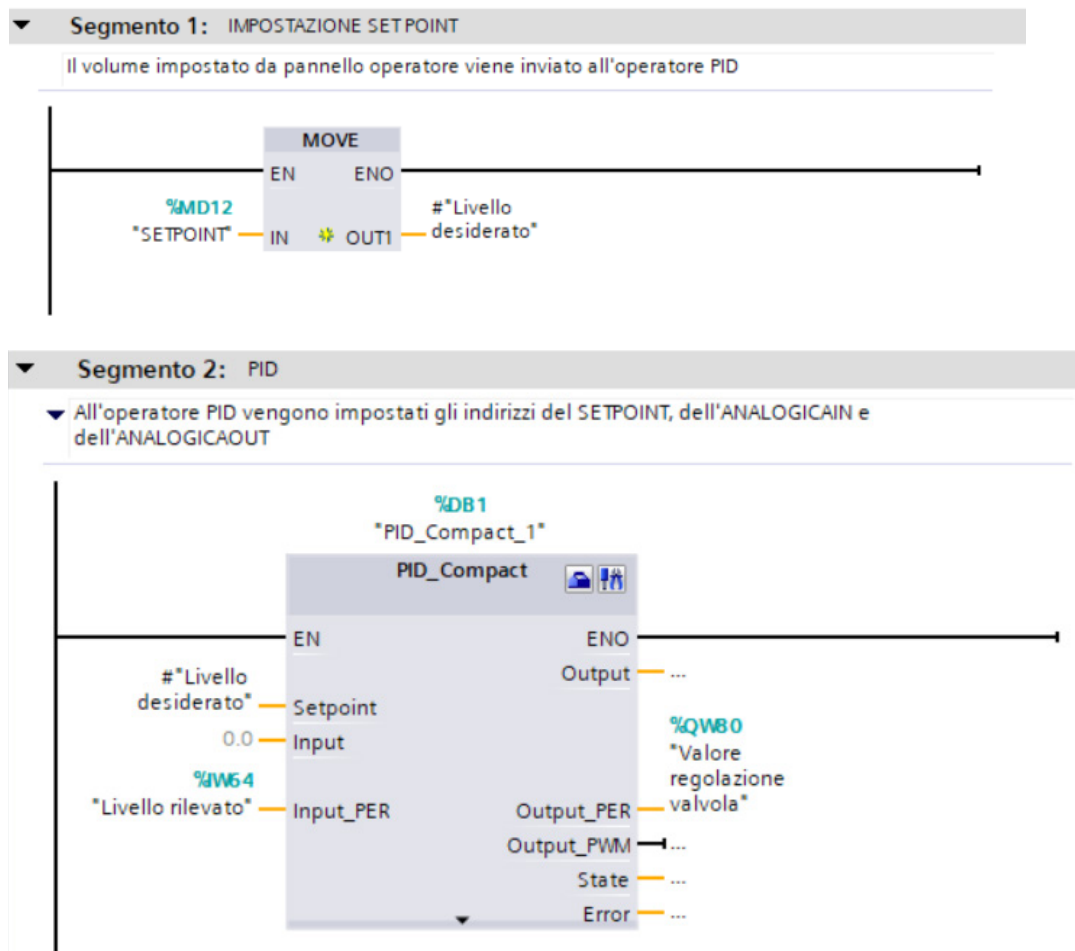 Segmento 1: IMPOSTAZIONE SETPOINT
Il volume impostato da pannello operatore viene inviato all'operatore PID
MOVE
EN ENO
%MD12
"SETPOINT" IN OUT1 #"Livello
desiderato"
Segmento 2: PID
All'operatore PID vengono impostati gli indirizzi del SETPOINT, dell'ANALOGICAIN e
dell'ANALOGICAOUT
%DB1
"PID_Compact_1"
PID_Compact
EN ENO
Output ...
#"Livello
desiderato" Setpoint
0.0 Input
%IW64
"Livello rilevato" Input_PER
%QW80
"Valore
regolazione
valvola"
Output_PER
Output_PWM ...
State ...
Error ...